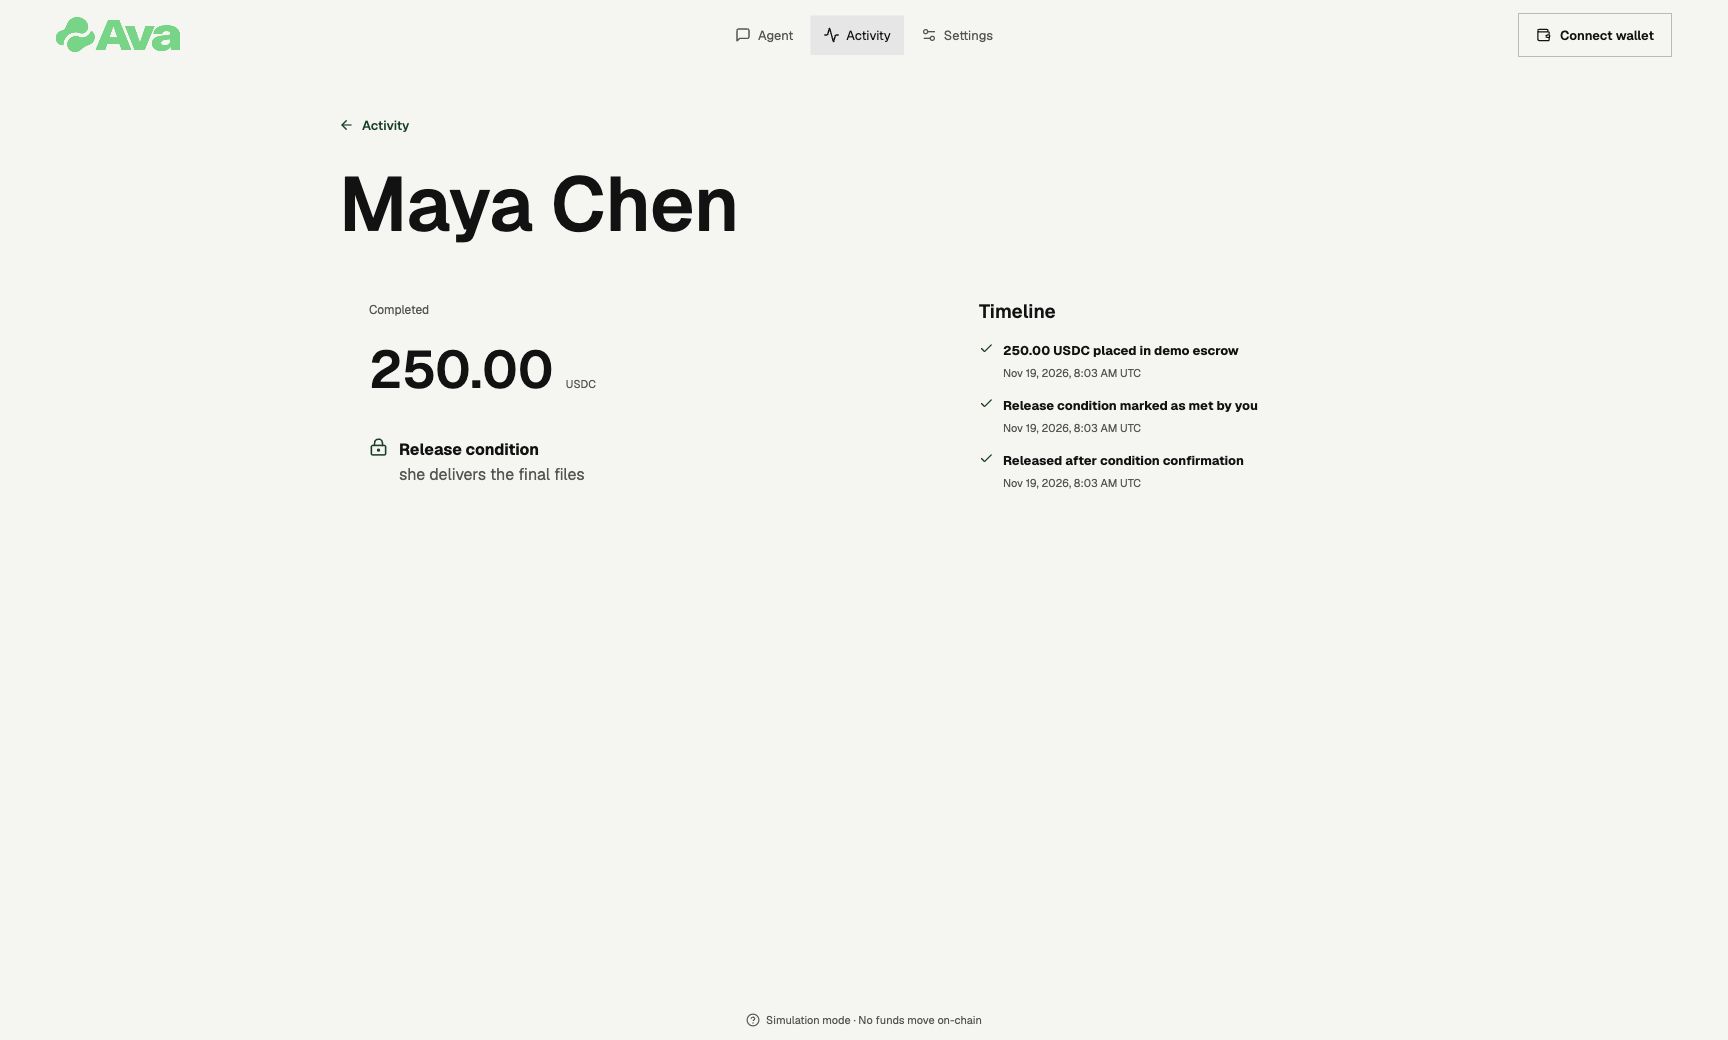 Ava
Agent
Activity
Settings
Connect wallet
Activity
Maya Chen
Completed
250.00 USDC
Release condition
she delivers the final files
Timeline
250.00 USDC placed in demo escrow
Nov 19, 2026, 8:03 AM UTC
Release condition marked as met by you
Nov 19, 2026, 8:03 AM UTC
Released after condition confirmation
Nov 19, 2026, 8:03 AM UTC
Simulation mode · No funds move on-chain